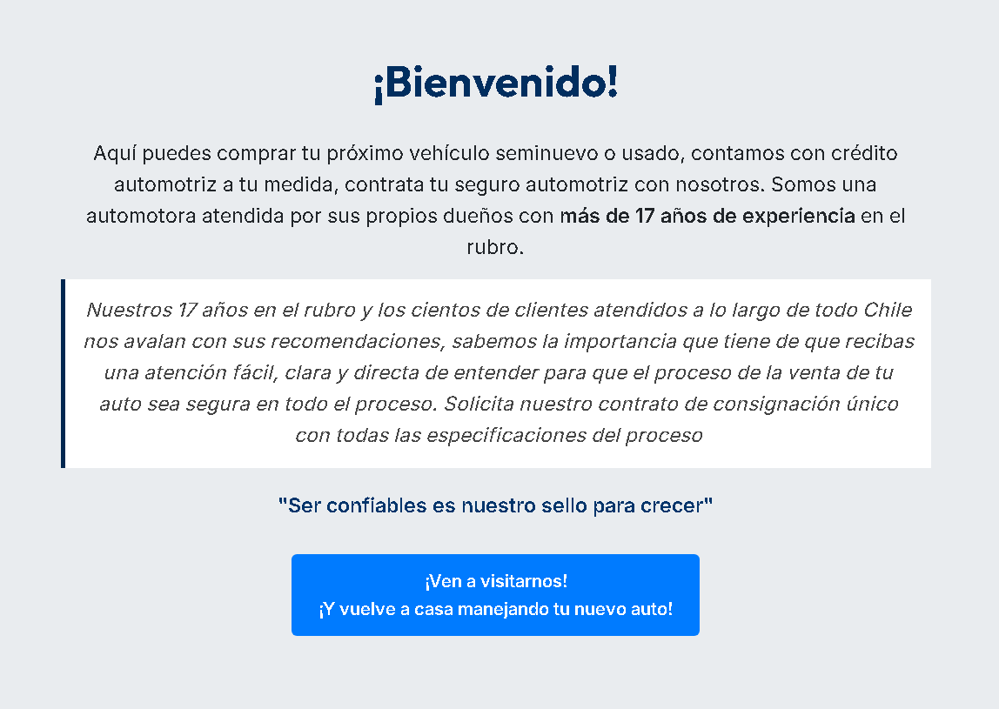 ¡Bienvenido!
Aquí puedes comprar tu próximo vehículo seminuevo o usado, contamos con crédito
automotriz a tu medida, contrata tu seguro automotriz con nosotros. Somos una
automotora atendida por sus propios dueños con más de 17 años de experiencia en el
rubro.
Nuestros 17 años en el rubro y los cientos de clientes atendidos a lo largo de todo Chile
nos avalan con sus recomendaciones, sabemos la importancia que tiene de que recibas
una atención fácil, clara y directa de entender para que el proceso de la venta de tu
auto sea segura en todo el proceso. Solicita nuestro contrato de consignación único
con todas las especificaciones del proceso
"Ser confiables es nuestro sello para crecer"
¡Ven a visitarnos!
¡Y vuelve a casa manejando tu nuevo auto!